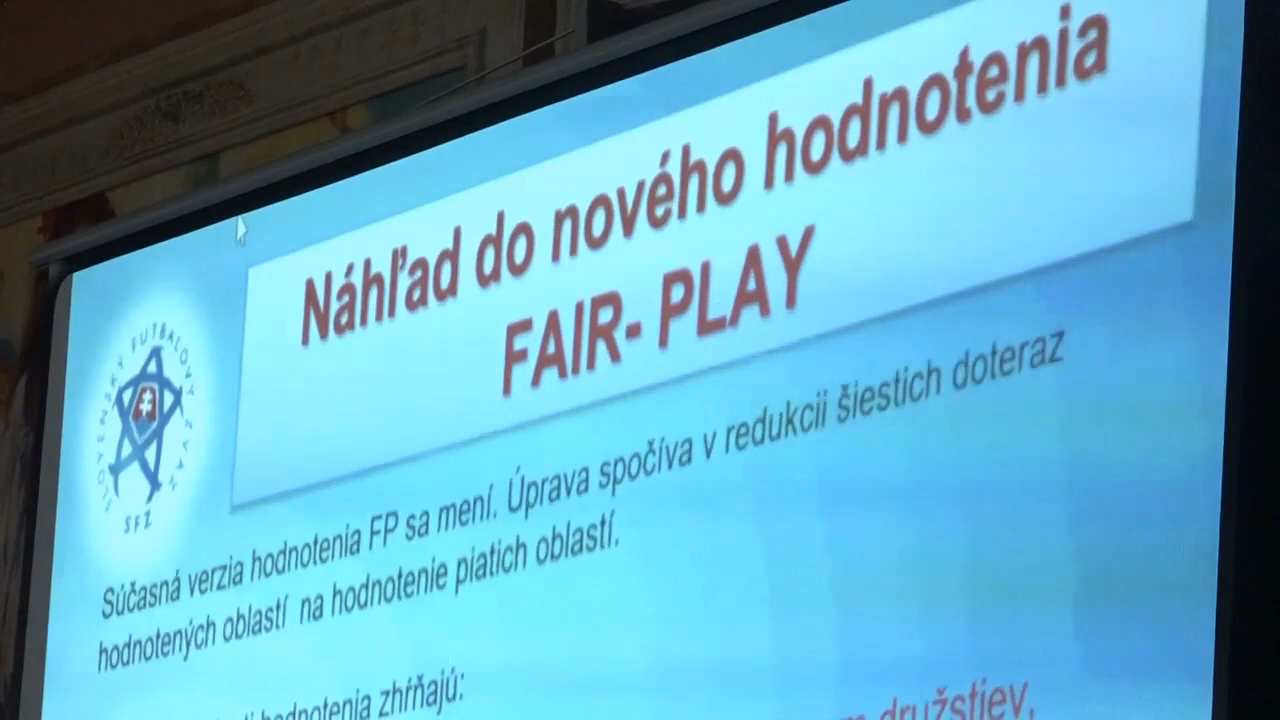 Náhľad do nového hodnotenia
FAIR- PLAY
SLOVENSKÝ FUTBALOVÝ ZVÄZ
SFZ
Súčasná verzia hodnotenia FP sa mení. Úprava spočíva v redukcii šiestich doteraz
hodnotených oblastí na hodnotenie piatich oblastí.
hodnotenia zhŕňajú:
družstiev,